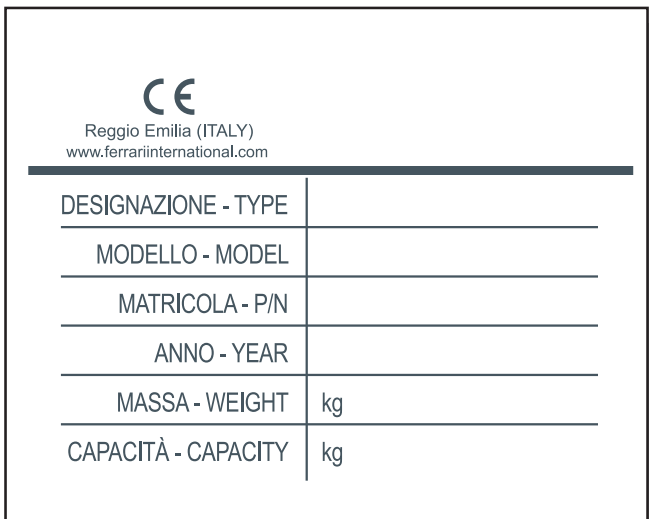 CE
Reggio Emilia (ITALY)
www.ferrariinternational.com
DESIGNAZIONE - TYPE
MODELLO - MODEL
MATRICOLA - P/N
ANNO - YEAR
MASSA - WEIGHT kg
CAPACITÀ - CAPACITY kg